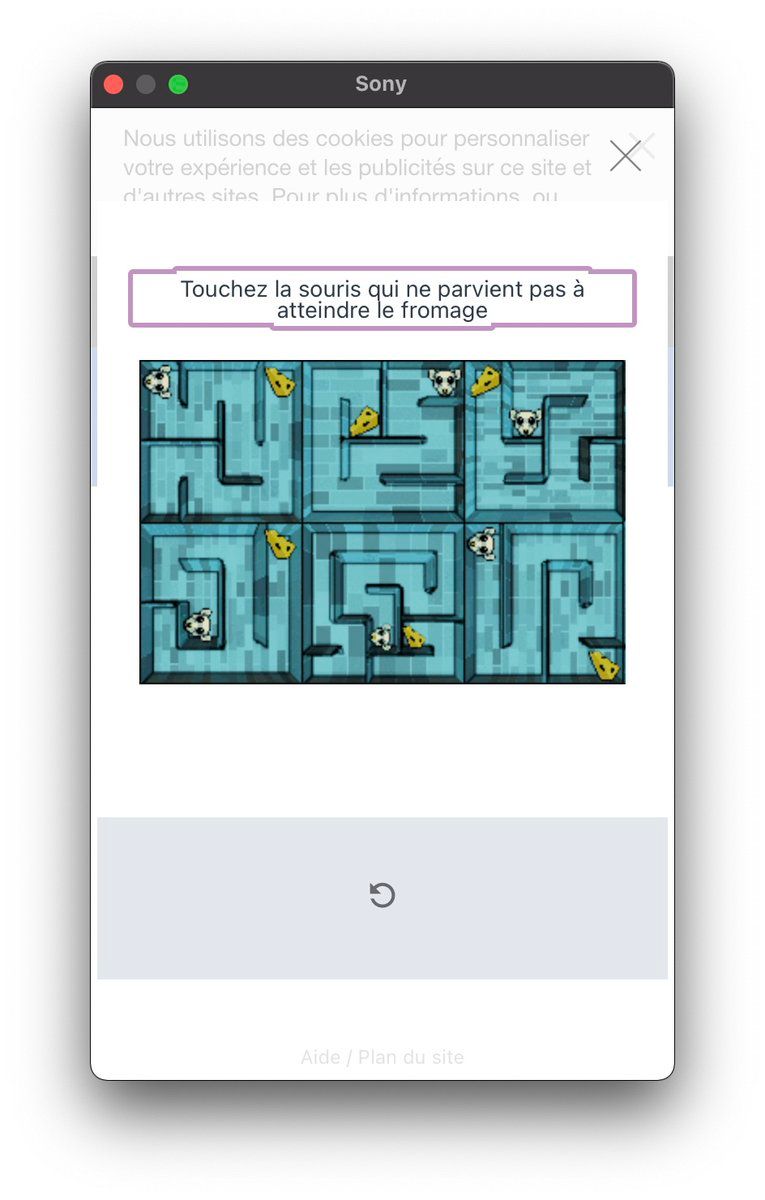 Sony
Nous utilisons des cookies pour personnaliser
votre expérience et les publicités sur ce site et
d'autres sites. Pour plus d'informations, ou
Touchez la souris qui ne parvient pas à
atteindre le fromage
Aide / Plan du site